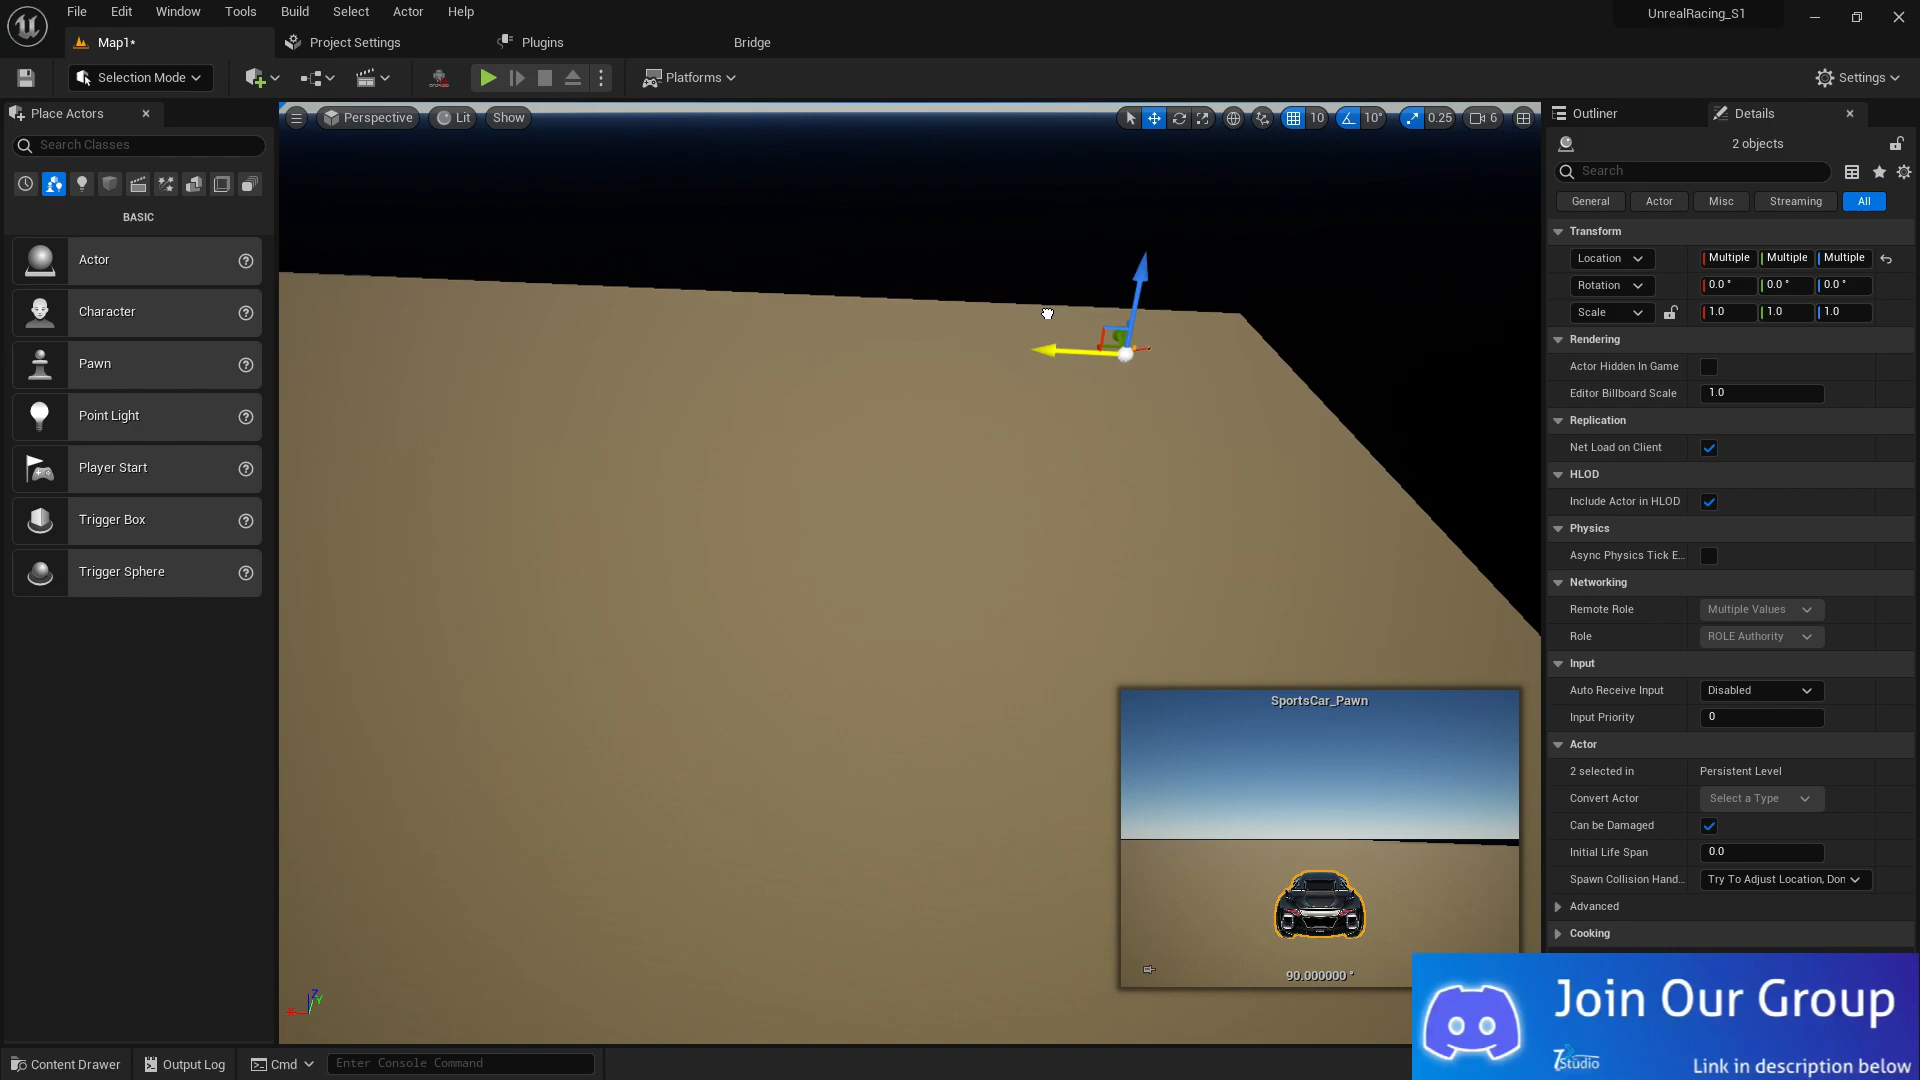 File Edit Window Tools Build Select Actor Help
UnrealRacing_S1
Map1*
Project Settings
Plugins
Bridge
Selection Mode
Platforms
Settings
Place Actors
Search Classes
BASIC
Actor
Character
Pawn
Point Light
Player Start
Trigger Box
Trigger Sphere
Perspective
Lit
Show
10
10°
0.25
6
SportsCar_Pawn
90.000000 °
Outliner
Details
2 objects
Search
General Actor Misc Streaming All
Transform
Location Multiple Multiple Multiple
Rotation 0.0 ° 0.0 ° 0.0 °
Scale 1.0 1.0 1.0
Rendering
Actor Hidden In Game
Editor Billboard Scale 1.0
Replication
Net Load on Client
HLOD
Include Actor in HLOD
Physics
Async Physics Tick E...
Networking
Remote Role Multiple Values
Role ROLE Authority
Input
Auto Receive Input Disabled
Input Priority 0
Actor
2 selected in Persistent Level
Convert Actor Select a Type
Can be Damaged
Initial Life Span 0.0
Spawn Collision Hand... Try To Adjust Location, Don
Advanced
Cooking
Join Our Group
Studio
Link in description below
Content Drawer
Output Log
Cmd
Enter Console Command